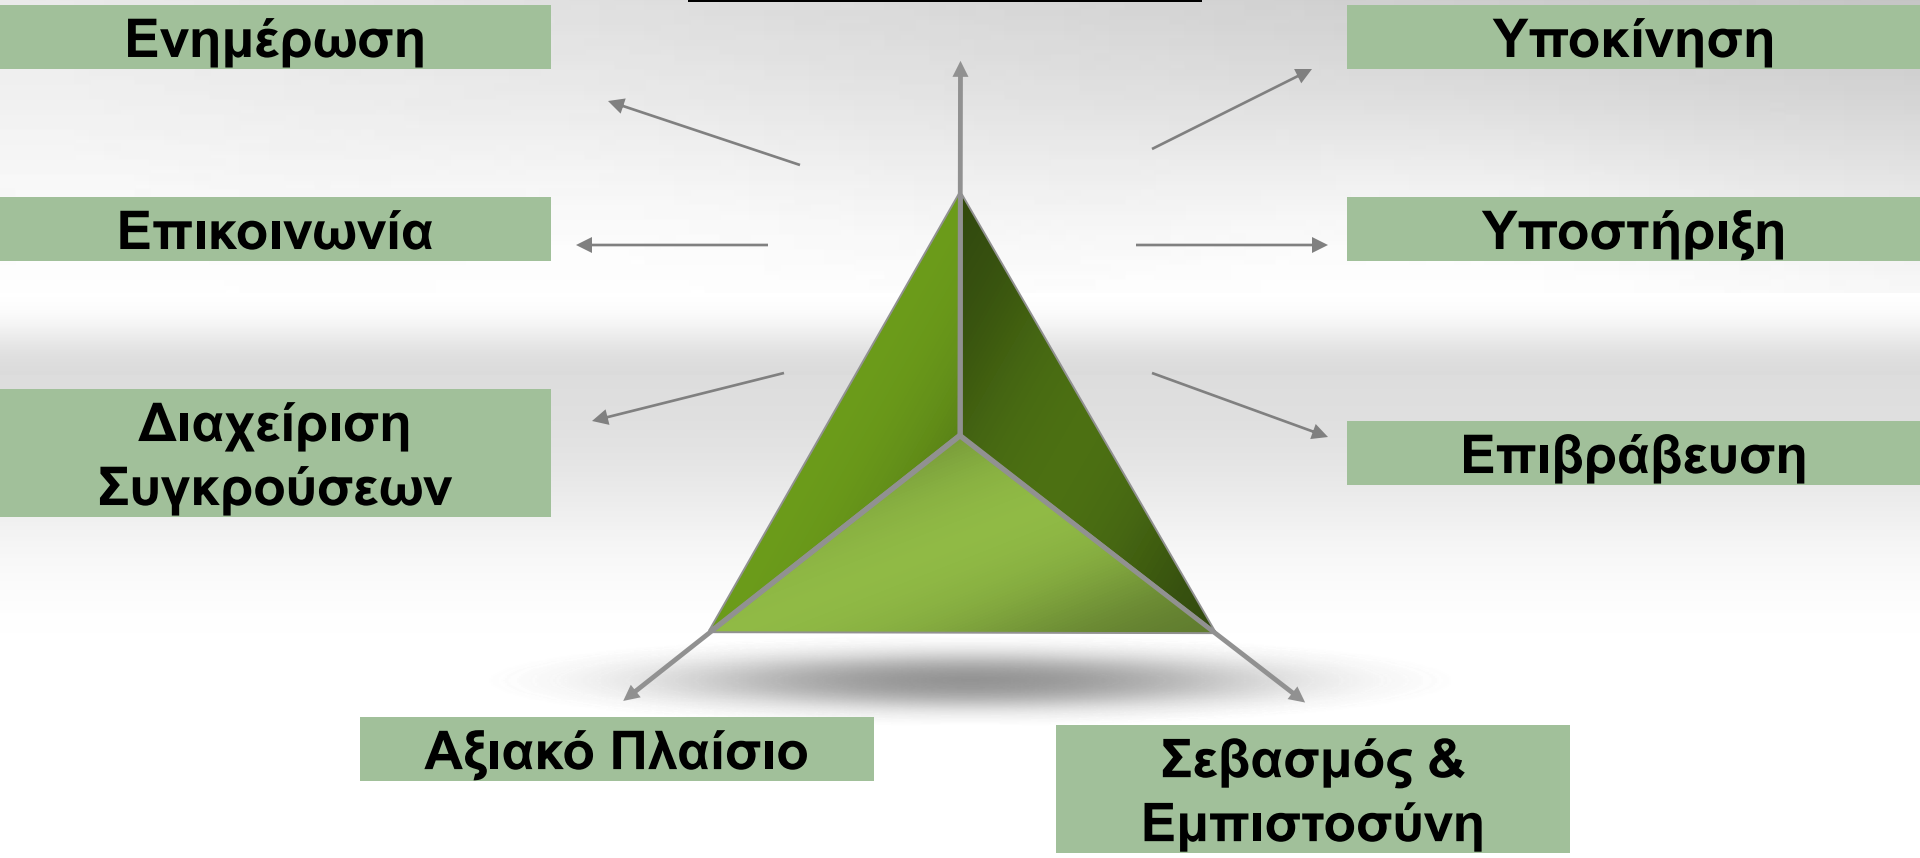 Ενημέρωση
Υποκίνηση
Επικοινωνία
Υποστήριξη
Διαχείριση
Συγκρούσεων
Επιβράβευση
Αξιακό Πλαίσιο
Σεβασμός &
Εμπιστοσύνη